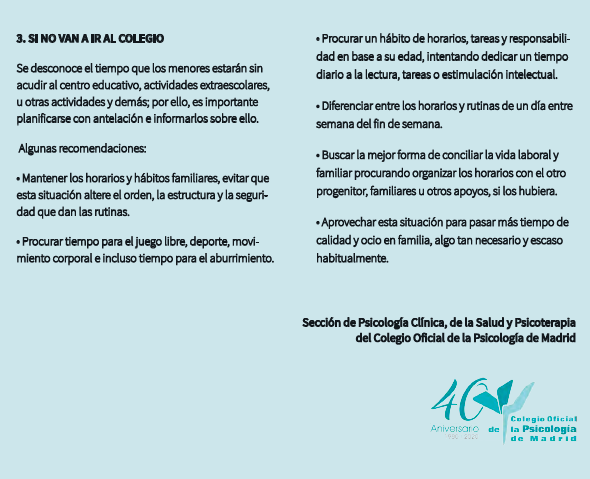 3. SI NO VAN A IR AL COLEGIO
Se desconoce el tiempo que los menores estarán sin
acudir al centro educativo, actividades extraescolares,
u otras actividades y demás; por ello, es importante
planificarse con antelación e informarlos sobre ello.
Algunas recomendaciones:
• Mantener los horarios y hábitos familiares, evitar que
esta situación altere el orden, la estructura y la seguri-
dad que dan las rutinas.
• Procurar tiempo para el juego libre, deporte, movi-
miento corporal e incluso tiempo para el aburrimiento.
• Procurar un hábito de horarios, tareas y responsabili-
dad en base a su edad, intentando dedicar un tiempo
diario a la lectura, tareas o estimulación intelectual.
• Diferenciar entre los horarios y rutinas de un día entre
semana del fin de semana.
• Buscar la mejor forma de conciliar la vida laboral y
familiar procurando organizar los horarios con el otro
progenitor, familiares u otros apoyos, si los hubiera.
• Aprovechar esta situación para pasar más tiempo de
calidad y ocio en familia, algo tan necesario y escaso
habitualmente.
Sección de Psicología Clínica, de la Salud y Psicoterapia
del Colegio Oficial de la Psicología de Madrid
40
Aniversario
Colegio Oficial
de la Psicología
de Madrid